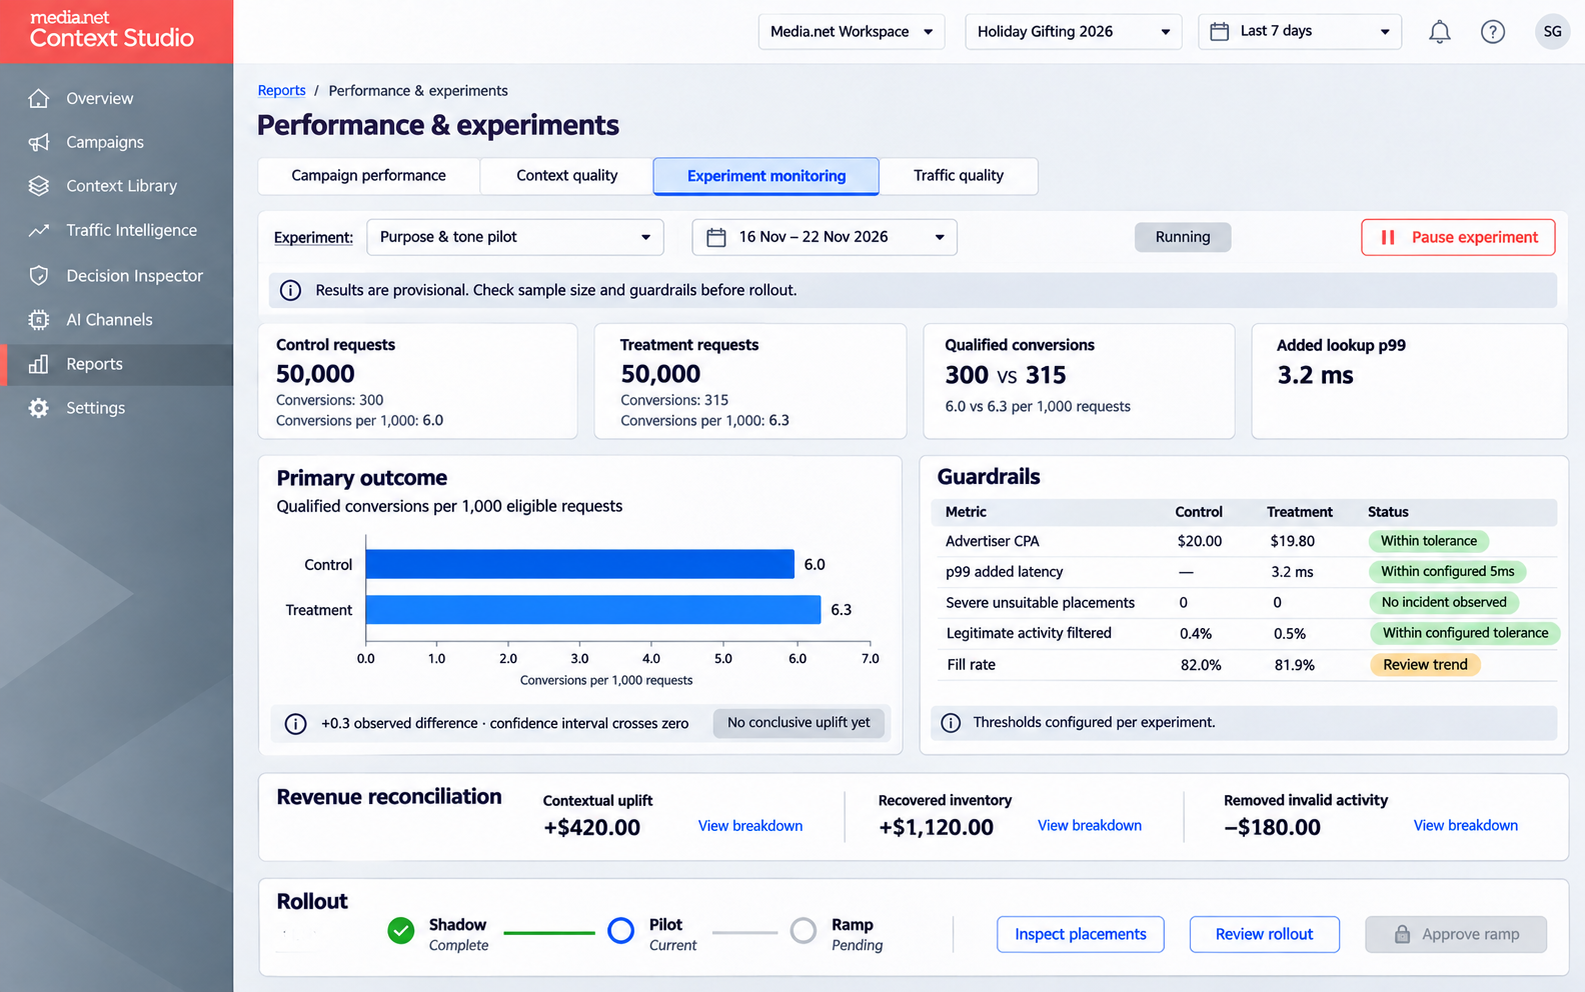 media.net
Context Studio
Media.net Workspace
Holiday Gifting 2026
Last 7 days
SG
Overview
Campaigns
Context Library
Traffic Intelligence
Decision Inspector
AI Channels
Reports
Settings
Reports / Performance & experiments
Performance & experiments
Campaign performance
Context quality
Experiment monitoring
Traffic quality
Experiment:
Purpose & tone pilot
16 Nov – 22 Nov 2026
Running
Pause experiment
Results are provisional. Check sample size and guardrails before rollout.
Control requests
50,000
Conversions: 300
Conversions per 1,000: 6.0
Treatment requests
50,000
Conversions: 315
Conversions per 1,000: 6.3
Qualified conversions
300 vs 315
6.0 vs 6.3 per 1,000 requests
Added lookup p99
3.2 ms
Primary outcome
Qualified conversions per 1,000 eligible requests
Control 6.0
Treatment 6.3
0.0 1.0 2.0 3.0 4.0 5.0 6.0 7.0
Conversions per 1,000 requests
+0.3 observed difference · confidence interval crosses zero
No conclusive uplift yet
Guardrails
Metric Control Treatment Status
Advertiser CPA $20.00 $19.80 Within tolerance
p99 added latency — 3.2 ms Within configured 5ms
Severe unsuitable placements 0 0 No incident observed
Legitimate activity filtered 0.4% 0.5% Within configured tolerance
Fill rate 82.0% 81.9% Review trend
Thresholds configured per experiment.
Revenue reconciliation
Contextual uplift
+$420.00
View breakdown
Recovered inventory
+$1,120.00
View breakdown
Removed invalid activity
−$180.00
View breakdown
Rollout
Shadow
Complete
Pilot
Current
Ramp
Pending
Inspect placements
Review rollout
Approve ramp